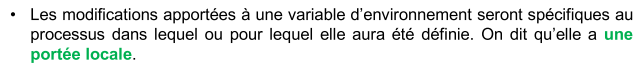 • Les modifications apportées à une variable d'environnement seront spécifiques au
processus dans lequel ou pour lequel elle aura été définie. On dit qu'elle a une
portée locale.